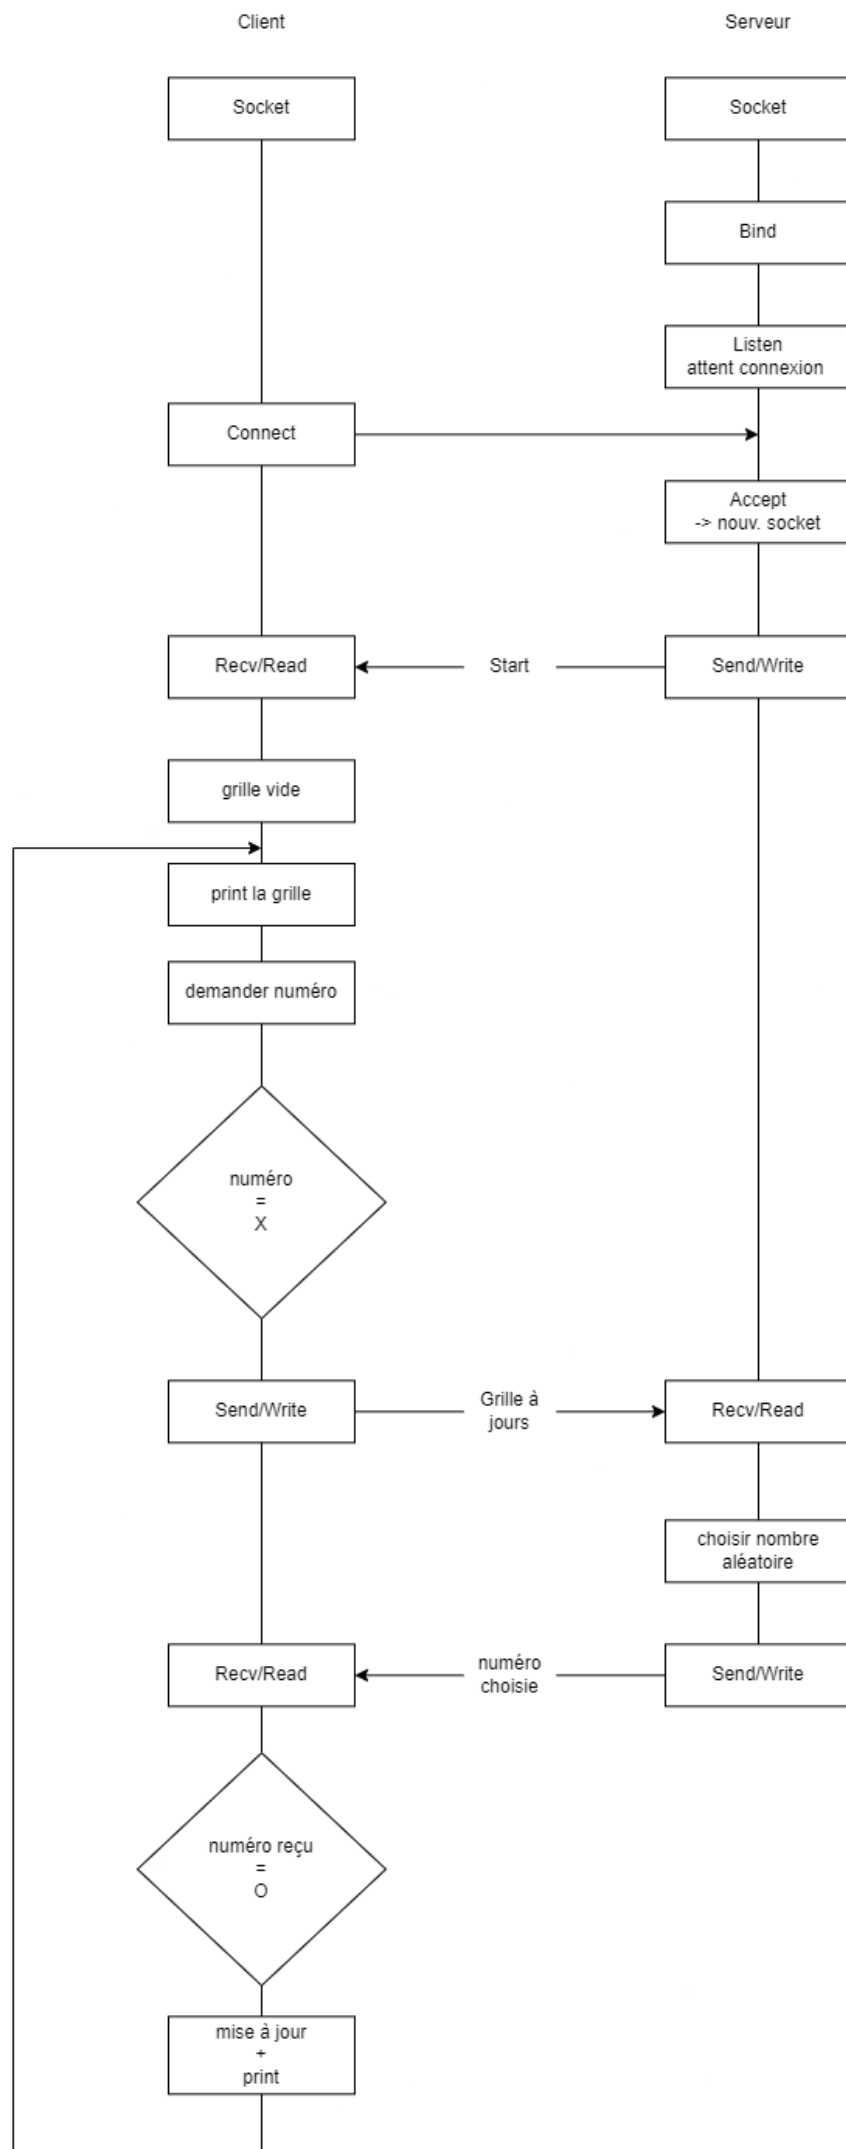 Client
Serveur
Socket
Socket
Bind
Listen
attent connexion
Connect
Accept
-> nouv. socket
Recv/Read
Start
Send/Write
grille vide
print la grille
demander numéro
numéro
=
X
Send/Write
Grille à
jours
Recv/Read
choisir nombre
aléatoire
Recv/Read
numéro
choisie
Send/Write
numéro reçu
=
O
mise à jour
+
print